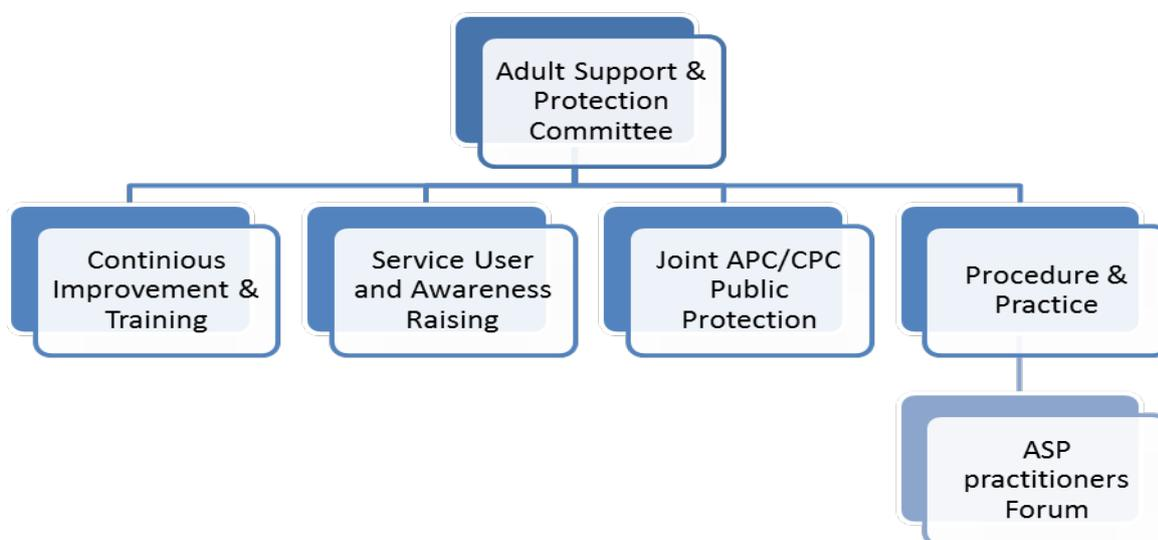 Adult Support &
Protection
Committee
Continious
Improvement &
Training
Service User
and Awareness
Raising
Joint APC/CPC
Public
Protection
Procedure &
Practice
ASP
practitioners
Forum